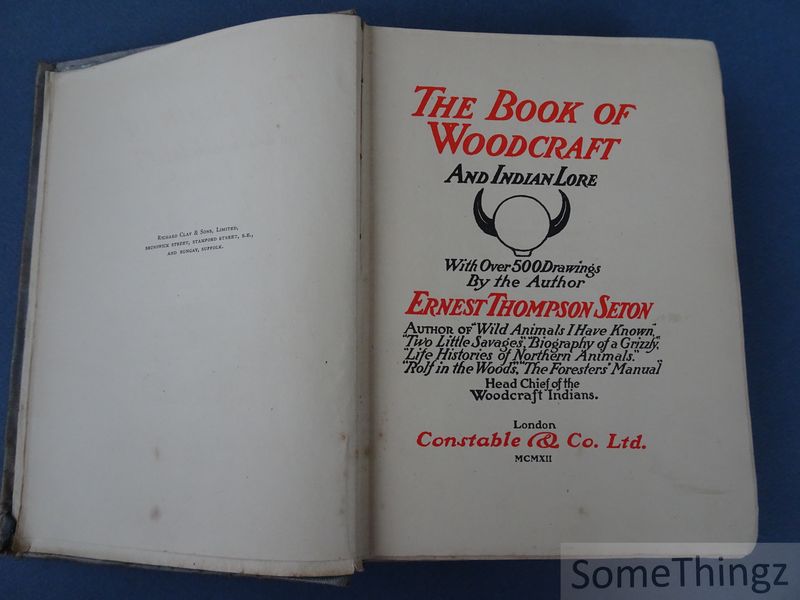 RICHARD CLAY & SONS, LIMITED,
BRUNSWICK STREET, STAMFORD STREET, S.E.,
AND BUNGAY, SUFFOLK.
THE BOOK OF
WOODCRAFT
AND INDIAN LORE
With Over 500 Drawings
By the Author
ERNEST THOMPSON SETON
AUTHOR OF "Wild Animals I Have Known,"
"Two Little Savages," "Biography of a Grizzly,"
"Life Histories of Northern Animals."
"Rolf in the Woods," "The Foresters' Manual"
Head Chief of the
Woodcraft Indians.
London
Constable & Co. Ltd.
MCMXII
SomeThingz